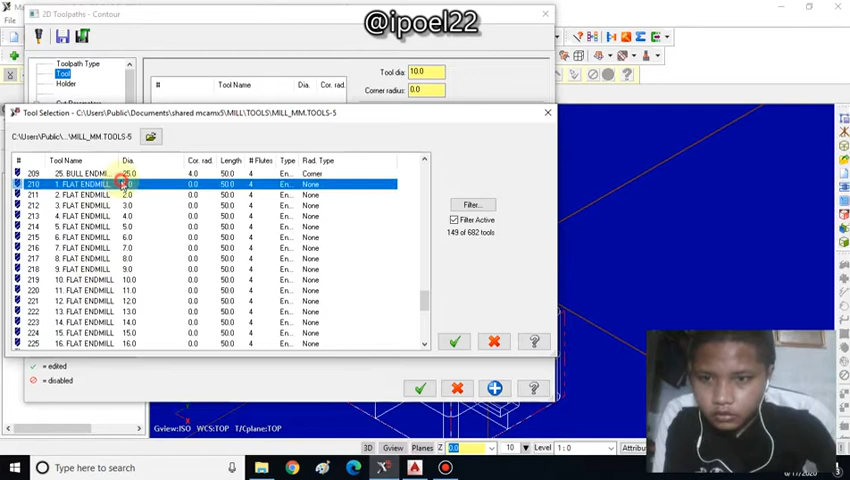 @ipoel22
2D Toolpaths - Contour
Toolpath Type
Tool
Holder
# Tool Name Dia.
Tool dia: 10.0
Corner radius: 0.0
Tool Selection - C:\Users\Public\Documents\shared mcamx5\MILL\TOOLS\MILL_MM.TOOLS-5
C:\Users\Public\...\MILL_MM.TOOLS-5
# Tool Name Dia. Cor. rad. Length # Flutes Type Rad. Type
209 25. BULL ENDMI... 25.0 4.0 50.0 4 En... Corner
210 1. FLAT ENDMILL 0.0 50.0 4 En... None
211 2. FLAT ENDMILL 2.0 0.0 50.0 4 En... None
212 3. FLAT ENDMILL 3.0 0.0 50.0 4 En... None
213 4. FLAT ENDMILL 4.0 0.0 50.0 4 En... None
214 5. FLAT ENDMILL 5.0 0.0 50.0 4 En... None
215 6. FLAT ENDMILL 6.0 0.0 50.0 4 En... None
216 7. FLAT ENDMILL 7.0 0.0 50.0 4 En... None
217 8. FLAT ENDMILL 8.0 0.0 50.0 4 En... None
218 9. FLAT ENDMILL 9.0 0.0 50.0 4 En... None
219 10. FLAT ENDMILL 10.0 0.0 50.0 4 En... None
220 11. FLAT ENDMILL 11.0 0.0 50.0 4 En... None
221 12. FLAT ENDMILL 12.0 0.0 50.0 4 En... None
222 13. FLAT ENDMILL 13.0 0.0 50.0 4 En... None
223 14. FLAT ENDMILL 14.0 0.0 50.0 4 En... None
224 15. FLAT ENDMILL 15.0 0.0 50.0 4 En... None
225 16. FLAT ENDMILL 16.0 0.0 50.0 4 En... None
Filter...
Filter Active
149 of 682 tools
= edited
= disabled
Gview:ISO WCS:TOP T/Cplane:TOP
3D Gview Planes Z 0.0 10 Level 1 : 0 Attribut
Type here to search